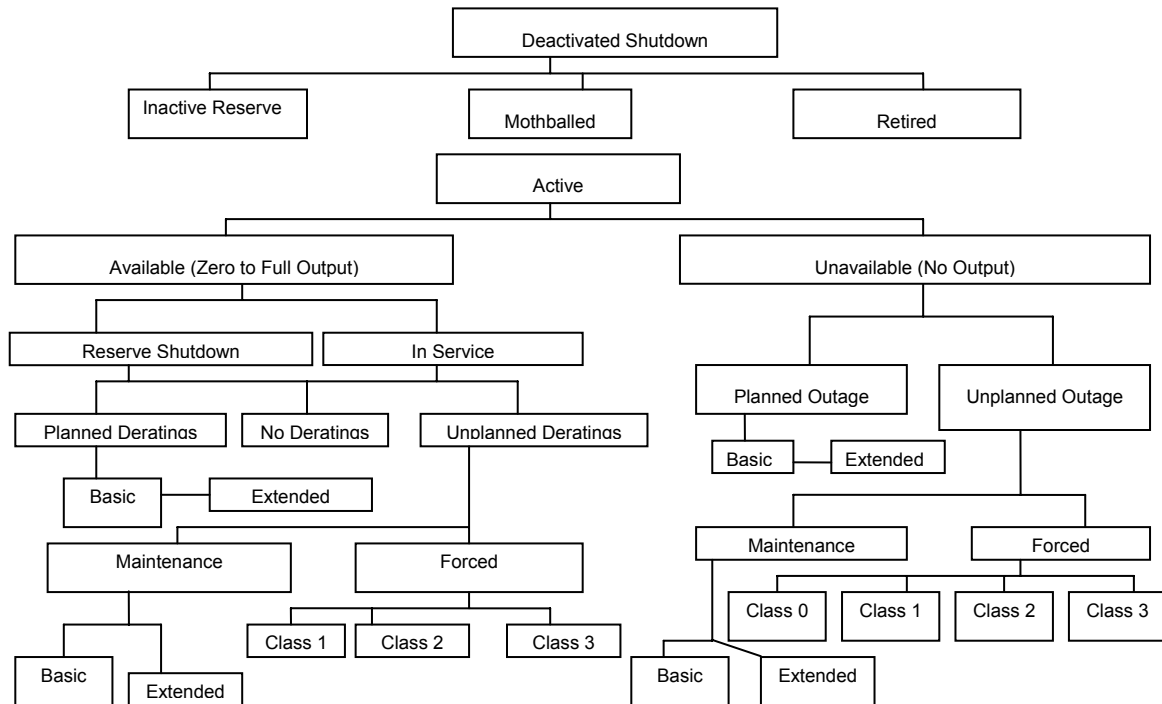 Deactivated Shutdown
Inactive Reserve
Mothballed
Retired
Active
Available (Zero to Full Output)
Unavailable (No Output)
Reserve Shutdown
In Service
Planned Outage
Unplanned Outage
Planned Deratings
No Deratings
Unplanned Deratings
Basic
Extended
Basic
Extended
Maintenance
Forced
Maintenance
Forced
Class 0
Class 1
Class 2
Class 3
Class 1
Class 2
Class 3
Basic
Extended
Basic
Extended